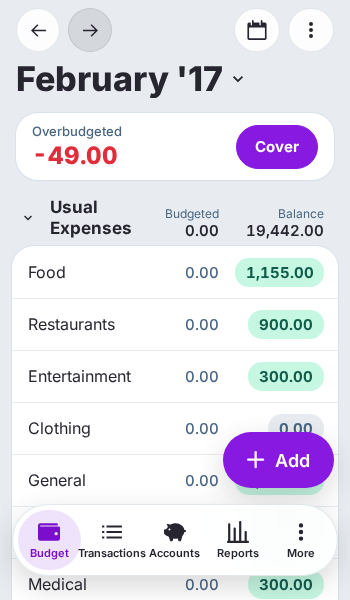 February '17
Overbudgeted
-49.00
Cover
Usual Expenses
Budgeted
0.00
Balance
19,442.00
Food 0.00 1,155.00
Restaurants 0.00 900.00
Entertainment 0.00 300.00
Clothing 0.00 0.00
Add
General 0.00
Budget Transactions Accounts Reports More
Medical 0.00 300.00